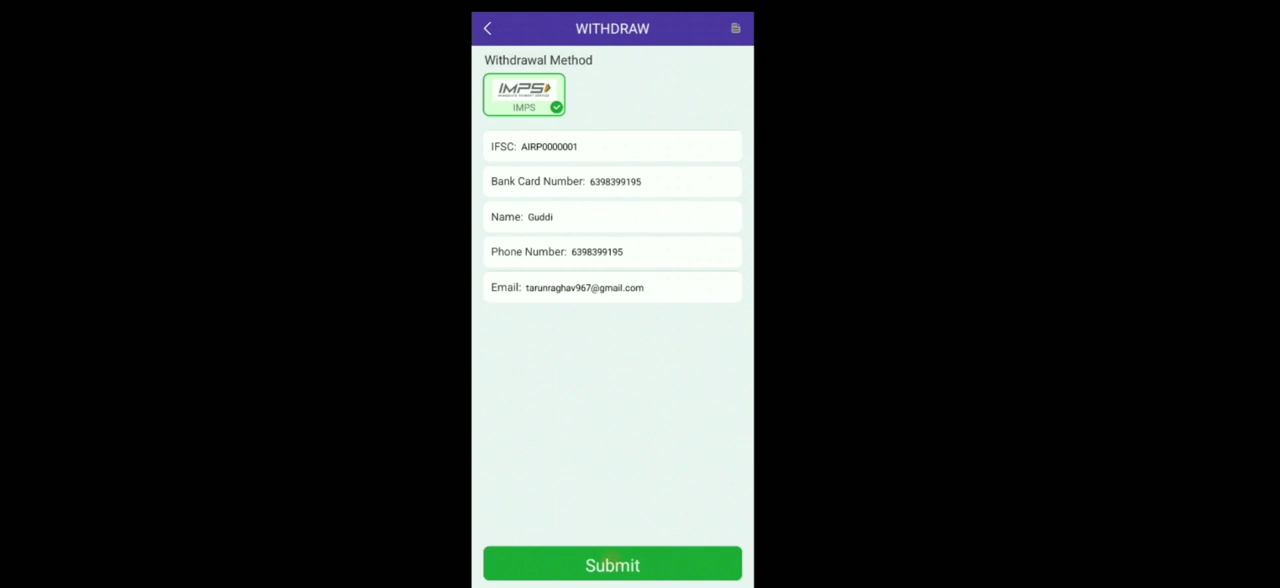 WITHDRAW
Withdrawal Method
IMPS
IMPS
IFSC: AIRP0000001
Bank Card Number: 6398399195
Name: Guddi
Phone Number: 6398399195
Email: tarunraghav967@gmail.com
Submit